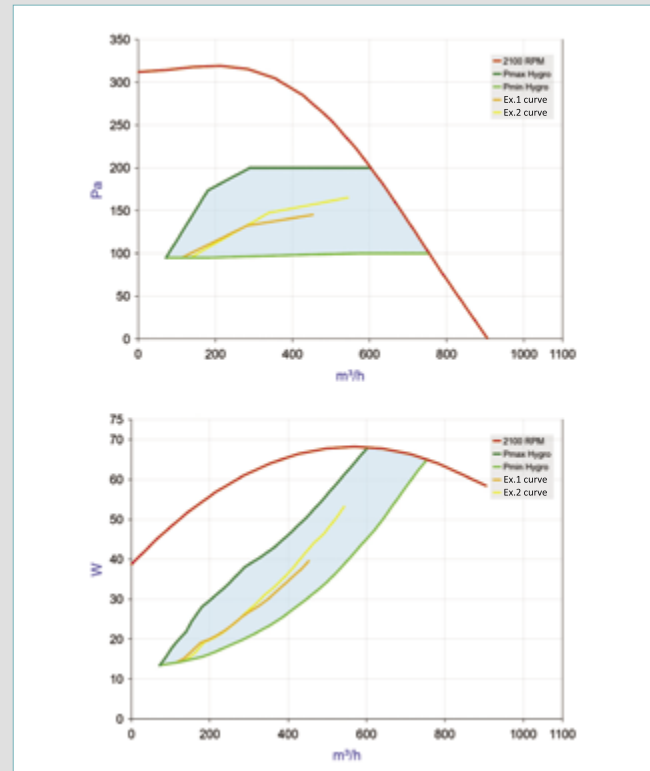 350
300
250
200
150
100
50
0
Pa
2100 RPM
Pmax Hygro
Pmin Hygro
Ex.1 curve
Ex.2 curve
0 200 400 600 800 1000 1100
m³/h
75
70
60
50
40
30
20
10
0
W
2100 RPM
Pmax Hygro
Pmin Hygro
Ex.1 curve
Ex.2 curve
0 200 400 600 800 1000 1100
m³/h